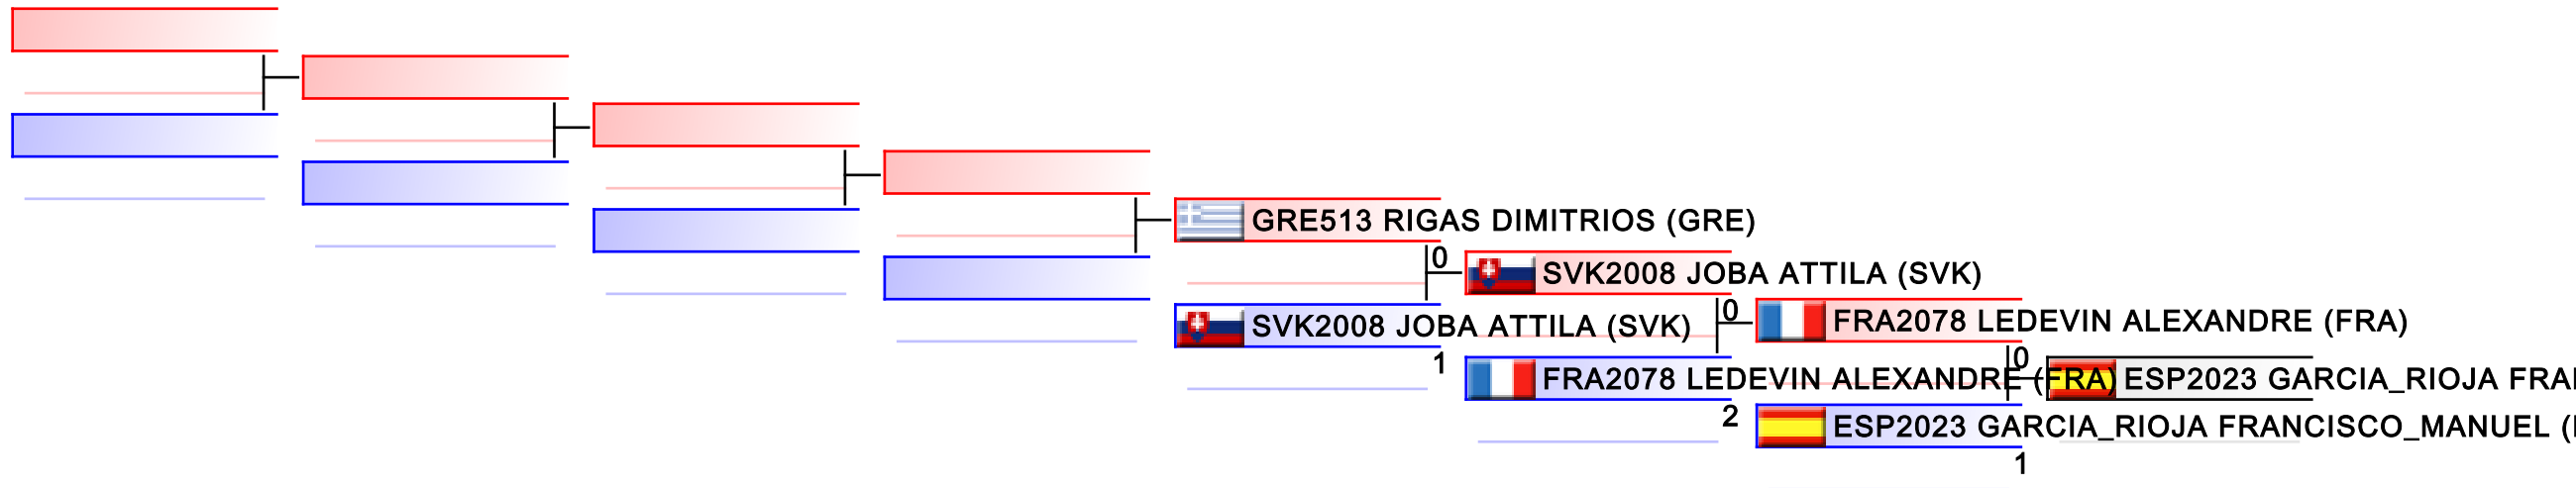 GRE513 RIGAS DIMITRIOS (GRE)
0
SVK2008 JOBA ATTILA (SVK)
SVK2008 JOBA ATTILA (SVK)
1
0
FRA2078 LEDEVIN ALEXANDRE (FRA)
FRA2078 LEDEVIN ALEXANDRE (FRA)
2
0
ESP2023 GARCIA_RIOJA
ESP2023 GARCIA_RIOJA FRANCISCO_MANUEL
1